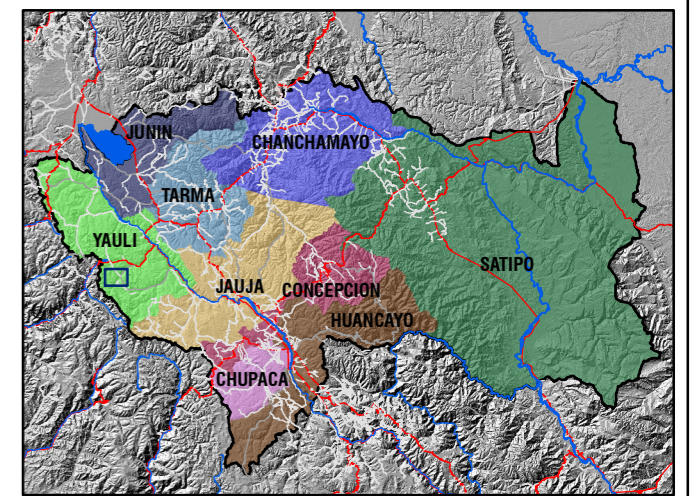 JUNIN
CHANCHAMAYO
TARMA
YAULI
SATIPO
JAUJA
CONCEPCION
HUANCAYO
CHUPACA